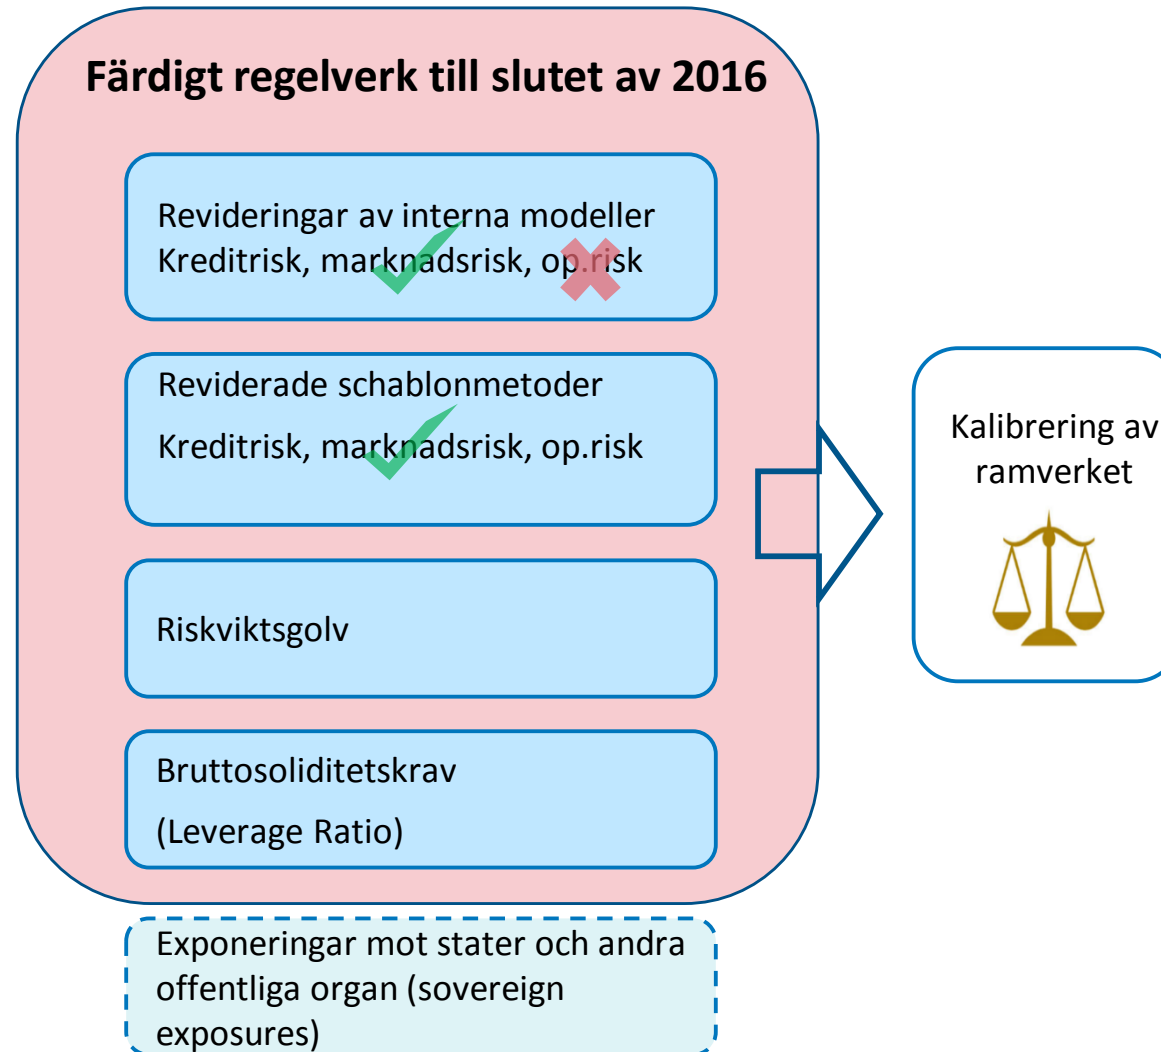 Färdigt regelverk till slutet av 2016
Revideringar av interna modeller
Kreditrisk, marknadsrisk, op.risk
Reviderade schablonmetoder
Kreditrisk, marknadsrisk, op.risk
Riskviktsgolv
Bruttosoliditetskrav
(Leverage Ratio)
Exponeringar mot stater och andra
offentliga organ (sovereign
exposures)
Kalibrering av
ramverket